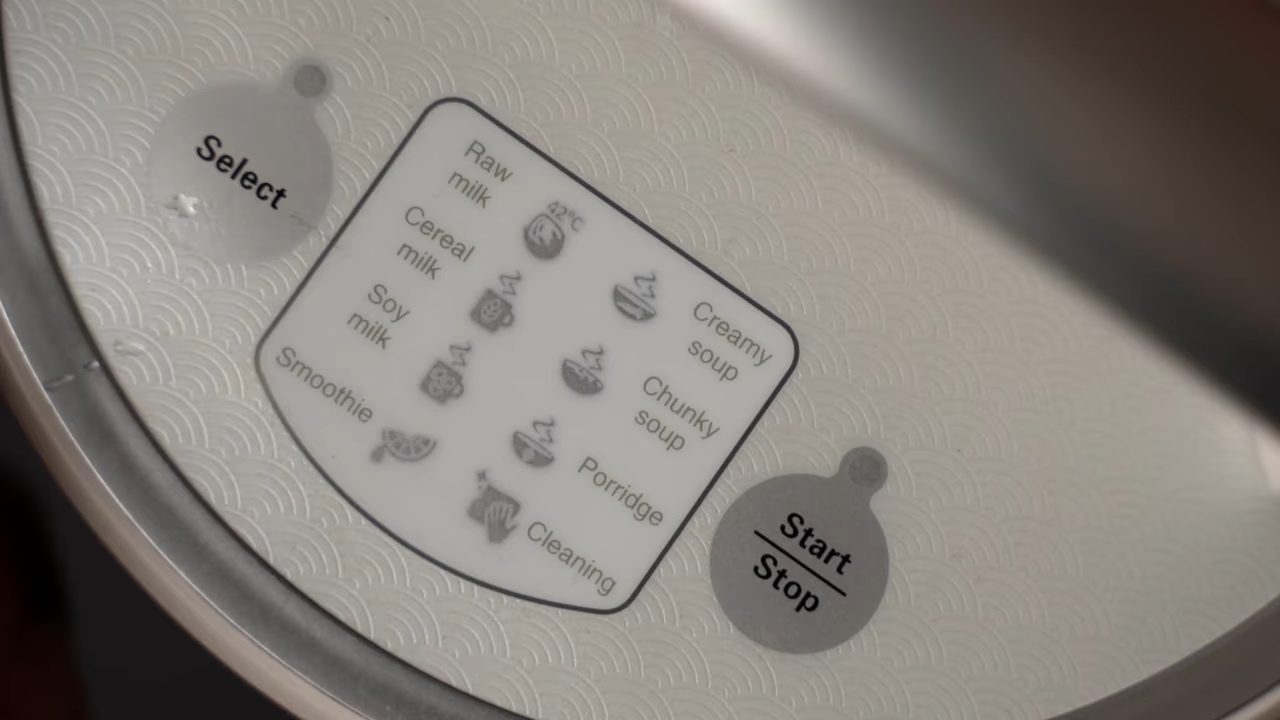 Select
Raw
milk
42°C
Cereal
milk
Soy
milk
Smoothie
Creamy
soup
Chunky
soup
Porridge
Cleaning
Start
Stop